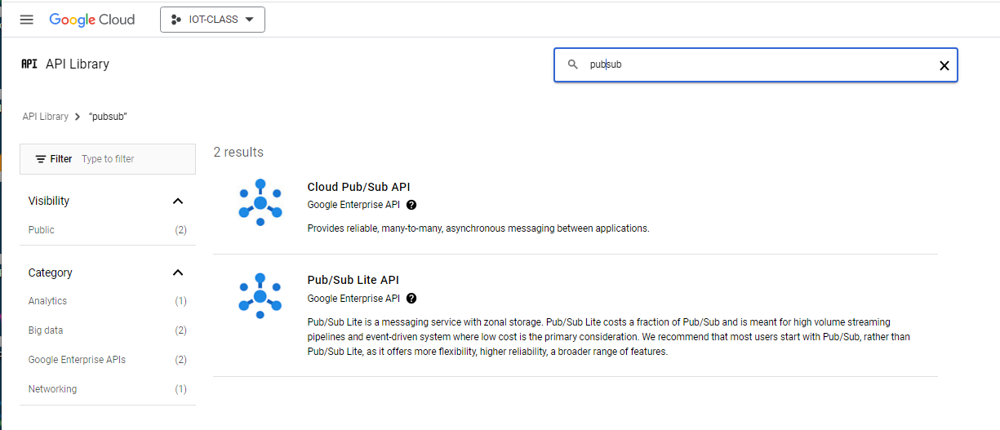 Google Cloud
IOT-CLASS
API API Library
pubsub
API Library "pubsub"
Filter Type to filter
2 results
Visibility
Public (2)
Category
Analytics (1)
Big data (2)
Google Enterprise APIs (2)
Networking (1)
Cloud Pub/Sub API
Google Enterprise API
Provides reliable, many-to-many, asynchronous messaging between applications.
Pub/Sub Lite API
Google Enterprise API
Pub/Sub Lite is a messaging service with zonal storage. Pub/Sub Lite costs a fraction of Pub/Sub and is meant for high volume streaming
pipelines and event-driven system where low cost is the primary consideration. We recommend that most users start with Pub/Sub, rather than
Pub/Sub Lite, as it offers more flexibility, higher reliability, a broader range of features.